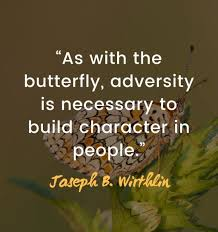 “As with the
butterfly, adversity
is necessary to
build character in
people.”
Joseph B. Wirthlin